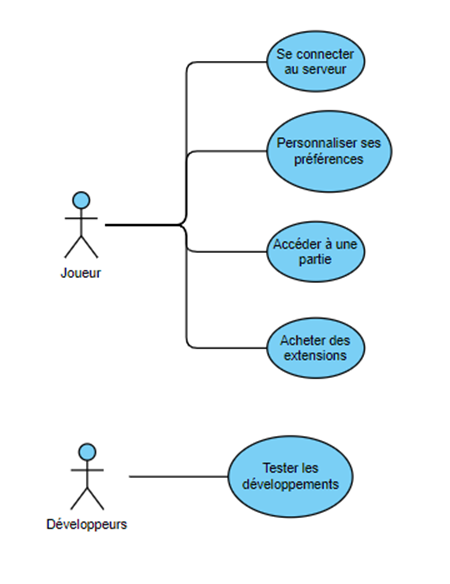 Se connecter
au serveur
Personnaliser ses
préférences
Accéder à une
partie
Joueur
Acheter des
extensions
Tester les
développements
Développeurs